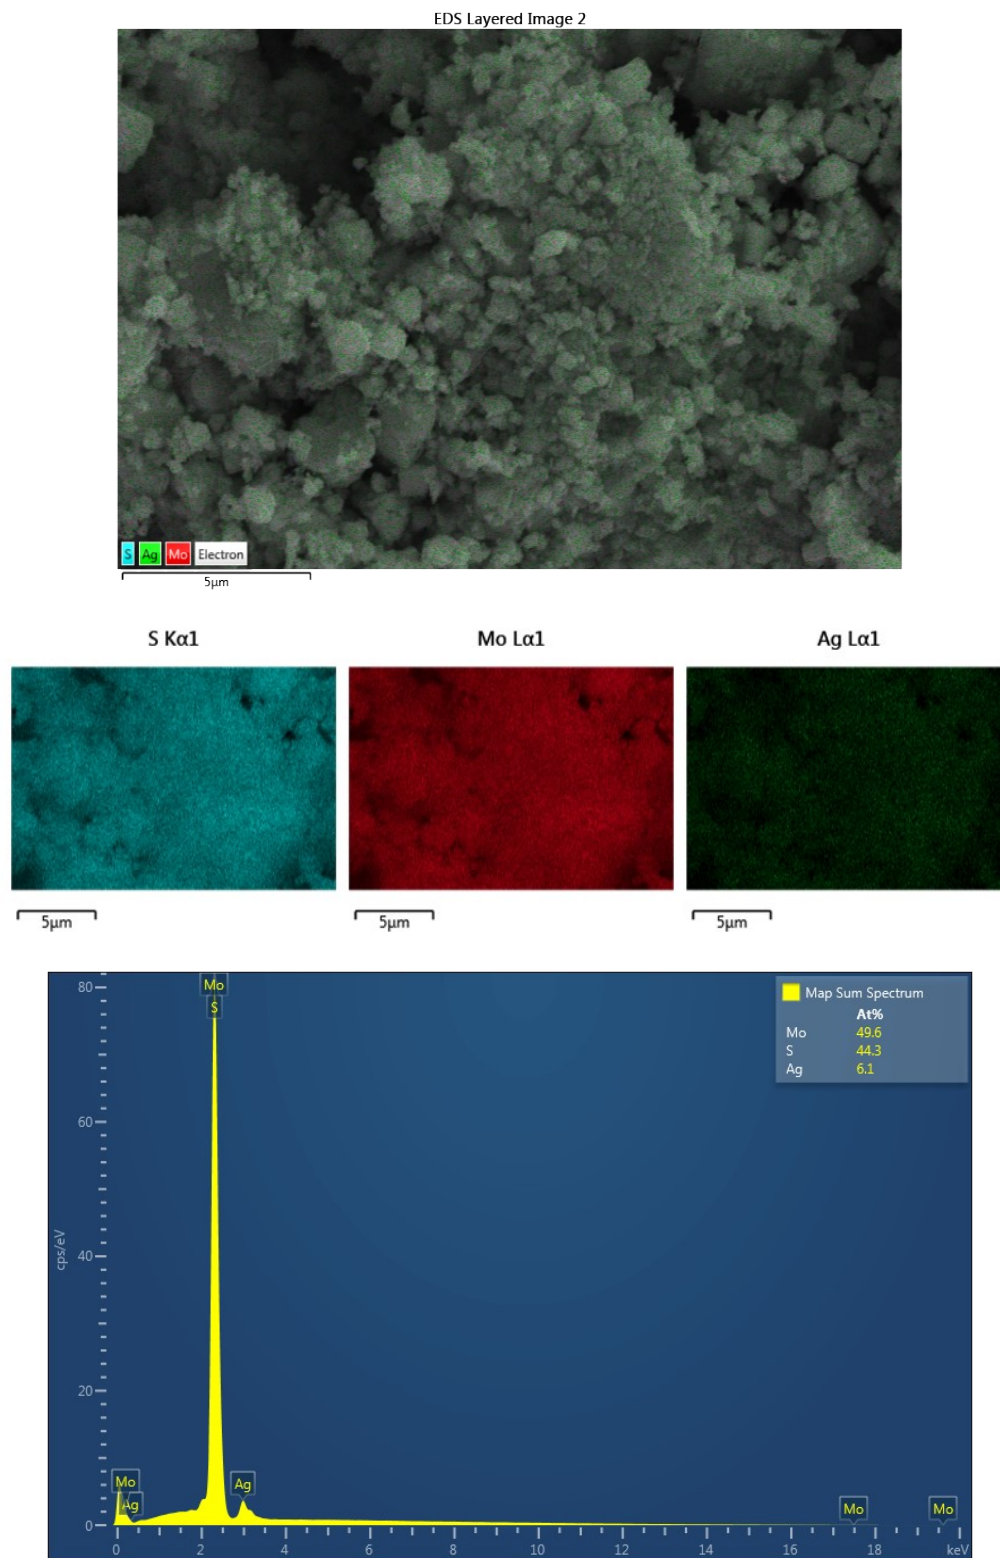 EDS Layered Image 2
S Ag Mo Electron
5μm
S Kα1 Mo Lα1 Ag Lα1
5μm 5μm 5μm
Mo
S
Map Sum Spectrum
At%
Mo 49.6
S 44.3
Ag 6.1
80
60
cps/eV
40
20
Mo
Ag
Ag
Mo Mo
0
0 2 4 6 8 10 12 14 16 18 keV